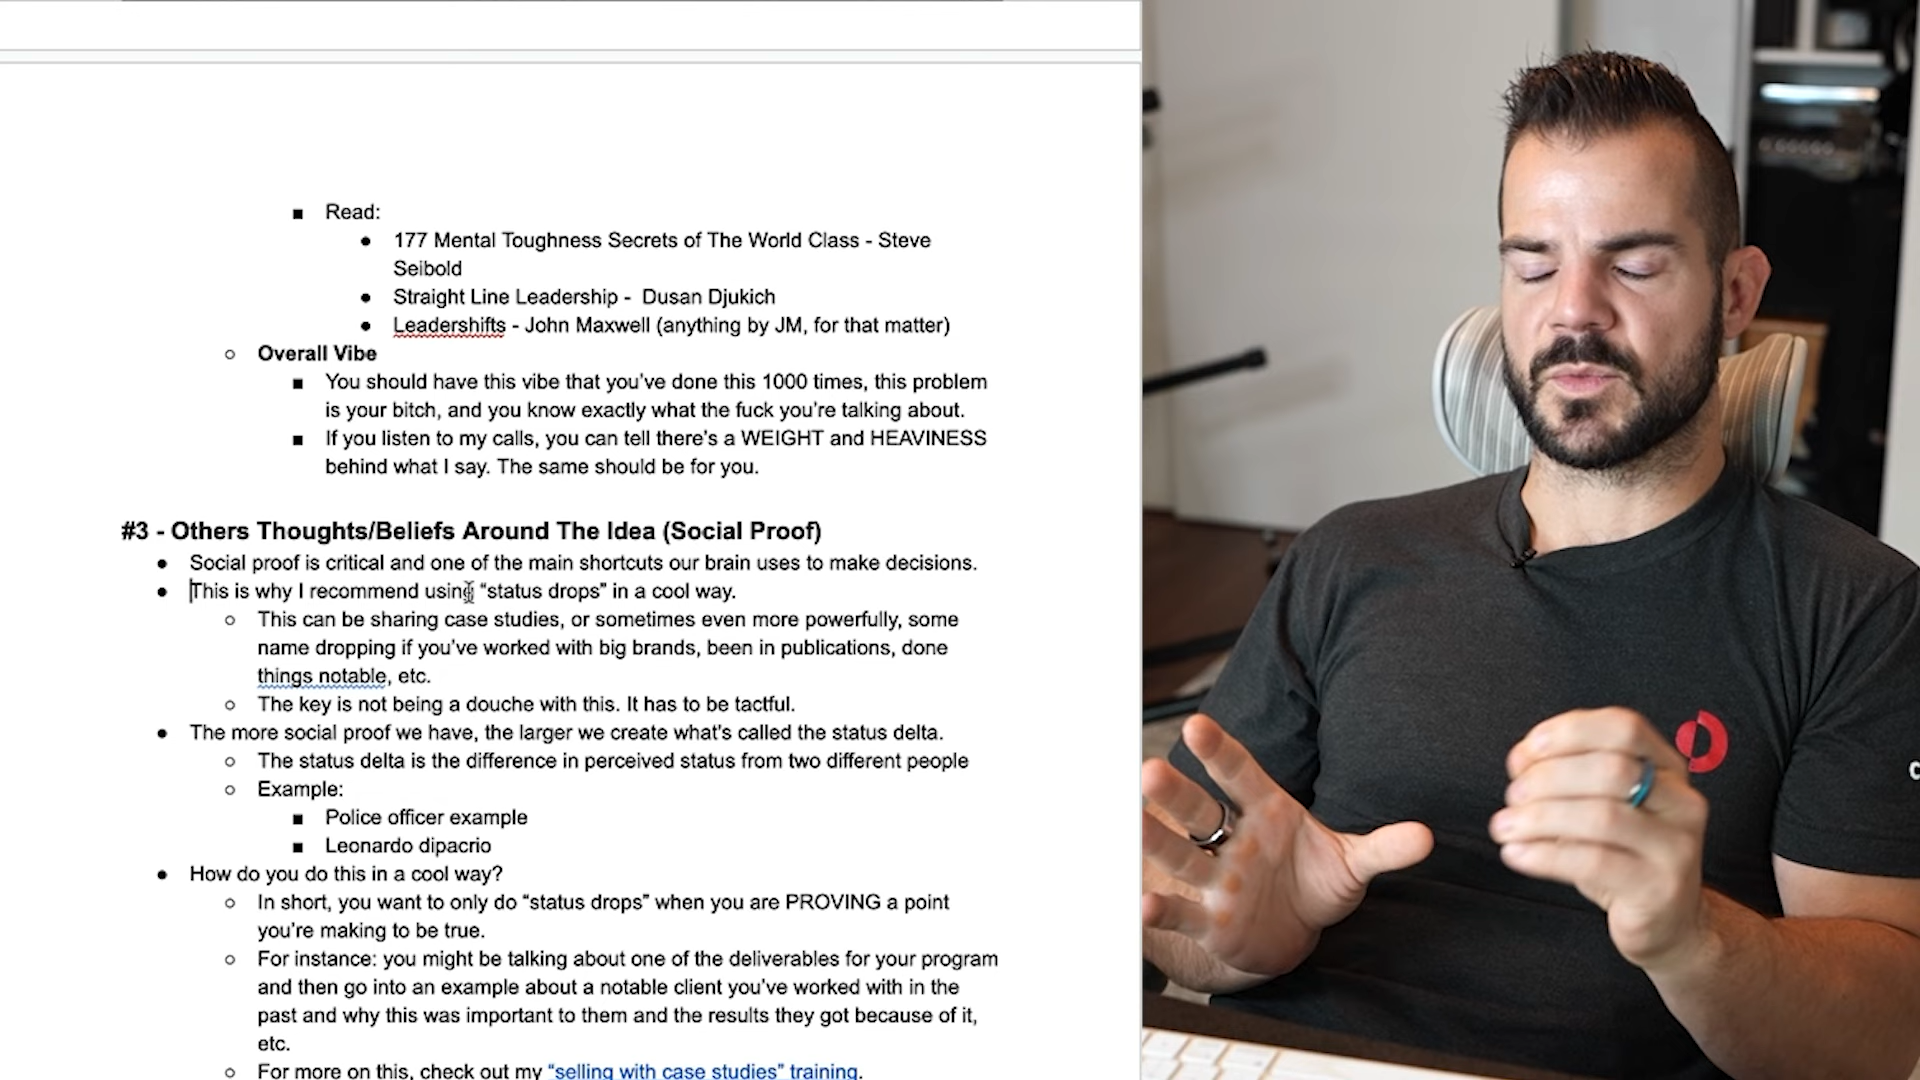 Read:
177 Mental Toughness Secrets of The World Class - Steve
Seibold
Straight Line Leadership -  Dusan Djukich
Leadershifts - John Maxwell (anything by JM, for that matter)
Overall Vibe
You should have this vibe that you've done this 1000 times, this problem
is your bitch, and you know exactly what the fuck you're talking about.
If you listen to my calls, you can tell there's a WEIGHT and HEAVINESS
behind what I say. The same should be for you.
#3 - Others Thoughts/Beliefs Around The Idea (Social Proof)
Social proof is critical and one of the main shortcuts our brain uses to make decisions.
This is why I recommend using “status drops” in a cool way.
This can be sharing case studies, or sometimes even more powerfully, some
name dropping if you've worked with big brands, been in publications, done
things notable, etc.
The key is not being a douche with this. It has to be tactful.
The more social proof we have, the larger we create what's called the status delta.
The status delta is the difference in perceived status from two different people
Example:
Police officer example
Leonardo dipacrio
How do you do this in a cool way?
In short, you want to only do “status drops” when you are PROVING a point
you're making to be true.
For instance: you might be talking about one of the deliverables for your program
and then go into an example about a notable client you've worked with in the
past and why this was important to them and the results they got because of it,
etc.
For more on this, check out my “selling with case studies” training.